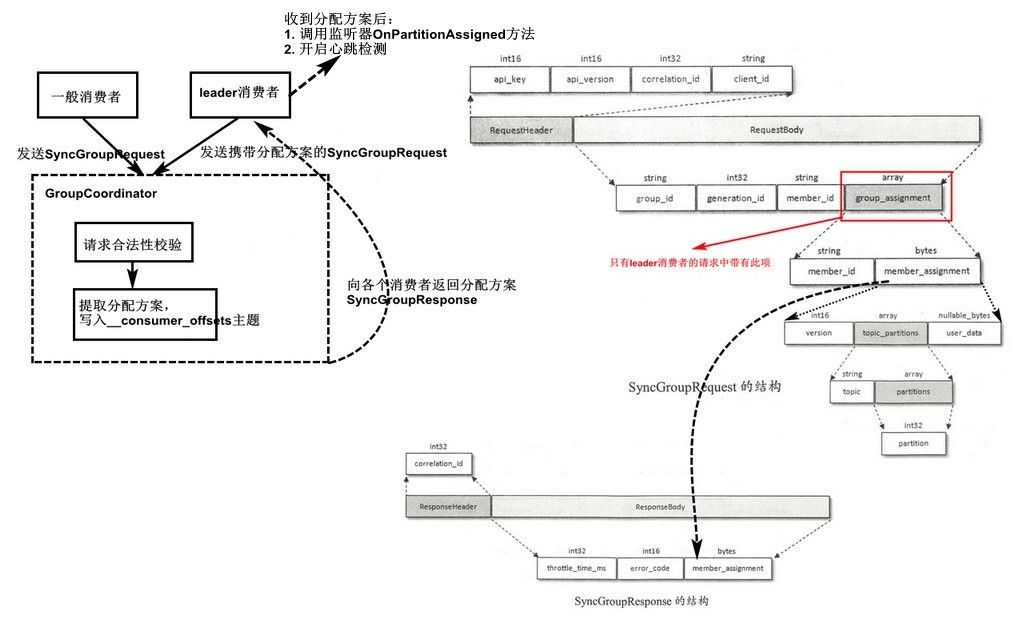 收到分配方案后：
1. 调用监听器OnPartitionAssigned方法
2. 开启心跳检测
一般消费者
leader消费者
发送SyncGroupRequest
发送携带分配方案的SyncGroupRequest
GroupCoordinator
请求合法性校验
提取分配方案，
写入__consumer_offsets主题
向各个消费者返回分配方案
SyncGroupResponse
int16 int16 int32 string
api_key api_version correlation_id client_id
RequestHeader RequestBody
string int32 string array
group_id generation_id member_id group_assignment
只有leader消费者的请求中带有此项
string bytes
member_id member_assignment
int16 array nullable_bytes
version topic_partitions user_data
string array
topic partitions
int32
partition
SyncGroupRequest 的结构
int32
correlation_id
ResponseHeader ResponseBody
int32 int16 bytes
throttle_time_ms error_code member_assignment
SyncGroupResponse 的结构